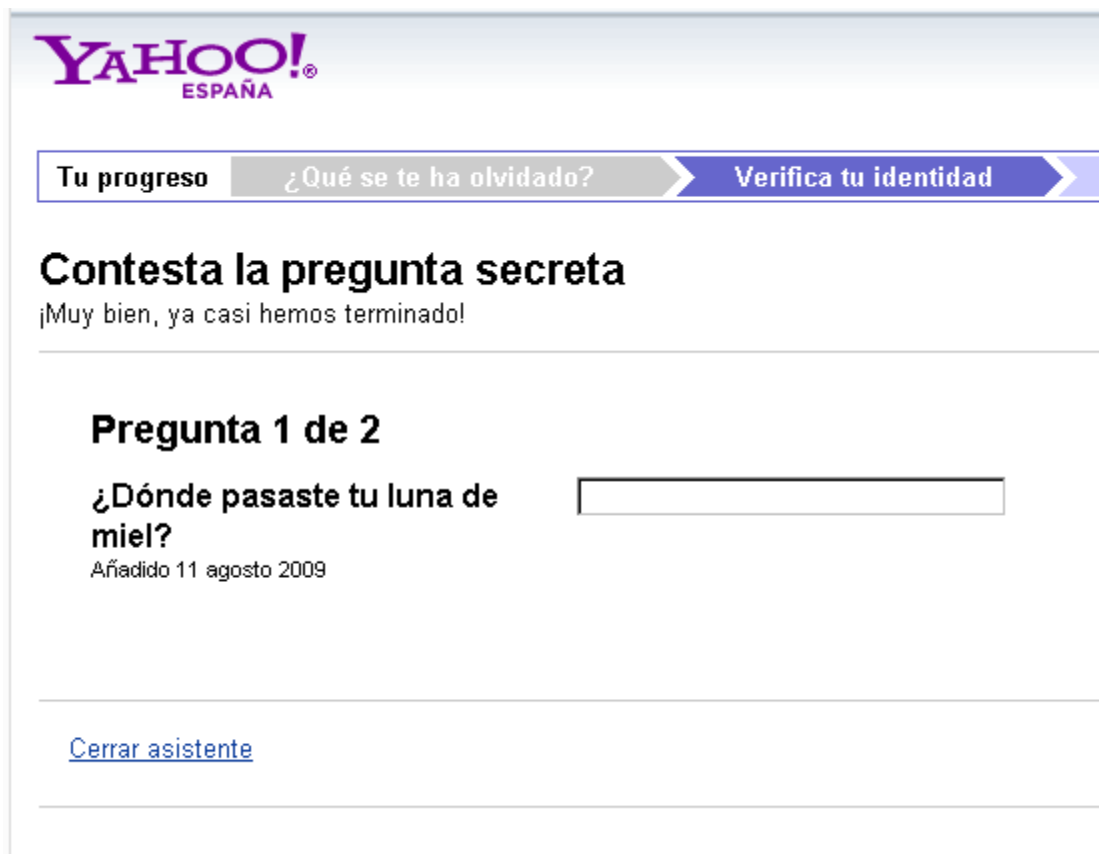 YAHOO!®
ESPAÑA
Tu progreso ¿Qué se te ha olvidado? Verifica tu identidad
Contesta la pregunta secreta
¡Muy bien, ya casi hemos terminado!
Pregunta 1 de 2
¿Dónde pasaste tu luna de
miel?
Añadido 11 agosto 2009
Cerrar asistente